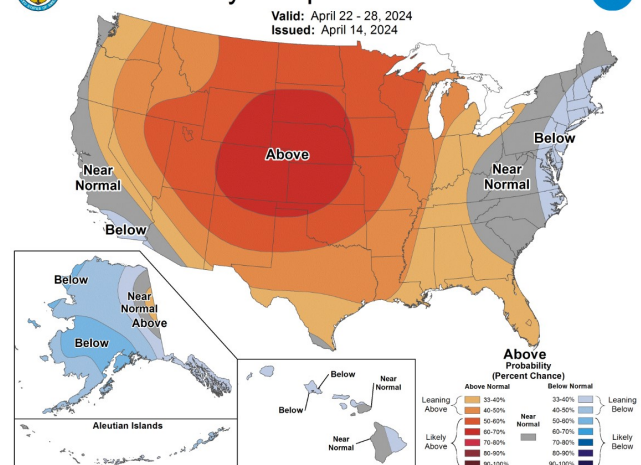 Valid: April 22 - 28, 2024
Issued: April 14, 2024
Above
Near
Normal
Below
Near
Normal
Below
Below
Near
Normal
Above
Below
Aleutian Islands
Below
Near
Normal
Below
Near
Normal
Above
Probability
(Percent Chance)
Above Normal
Below Normal
Leaning
Above
33-40%
40-50%
Likely
Above
50-60%
60-70%
70-80%
80-90%
90-100%
Near
Normal
33-40%
40-50%
Leaning
Below
50-60%
60-70%
70-80%
80-90%
90-100%
Likely
Below